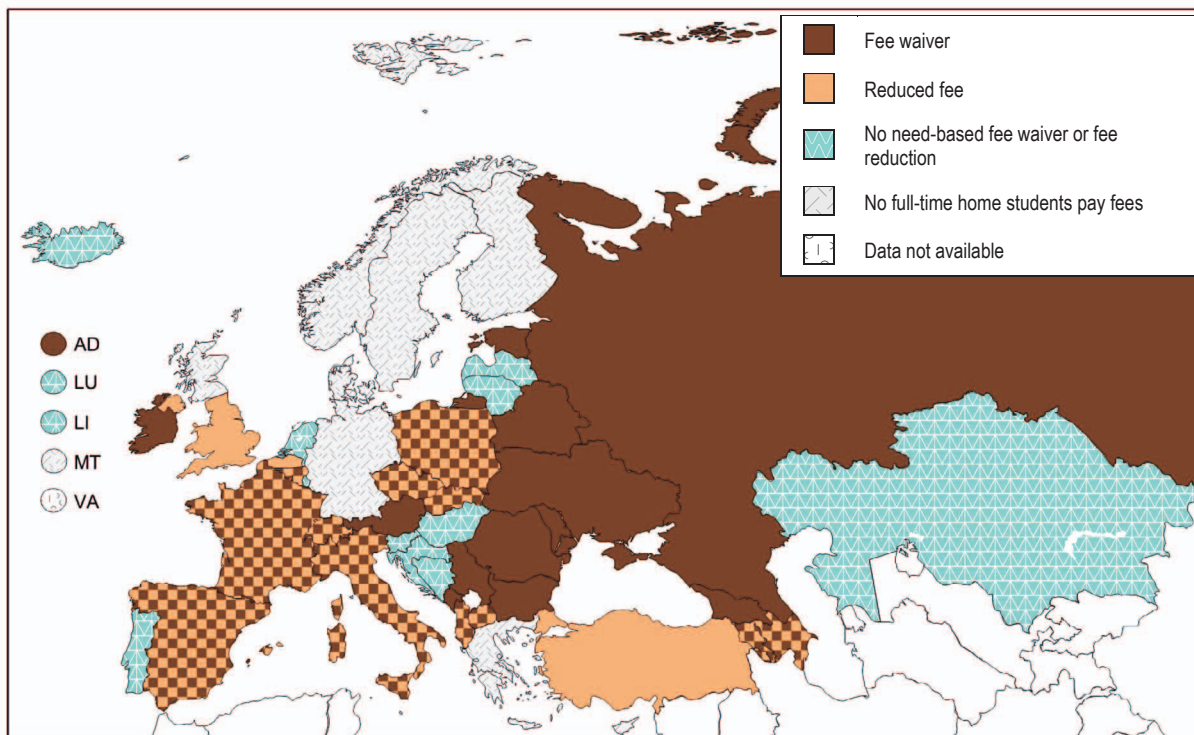 Fee waiver
Reduced fee
No need-based fee waiver or fee
reduction
No full-time home students pay fees
Data not available
AD
LU
LI
MT
VA